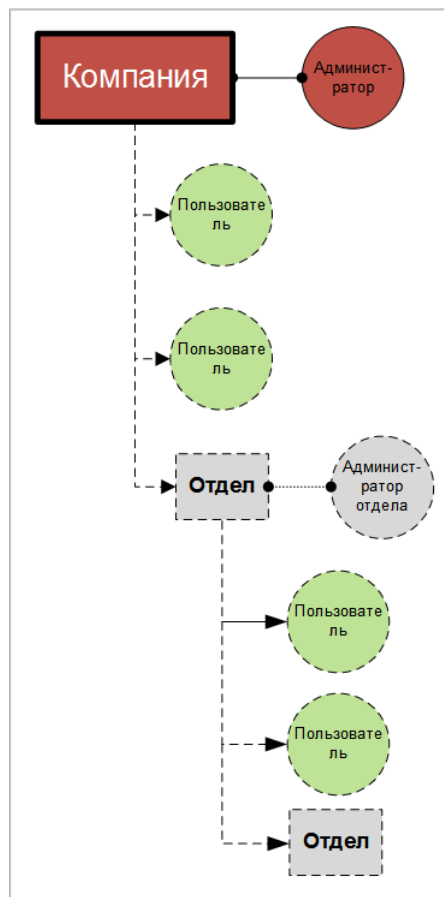 Компания
Админист-
ратор
Пользовате
ль
Пользовате
ль
Отдел
Админист-
ратор
отдела
Пользовате
ль
Пользовате
ль
Отдел